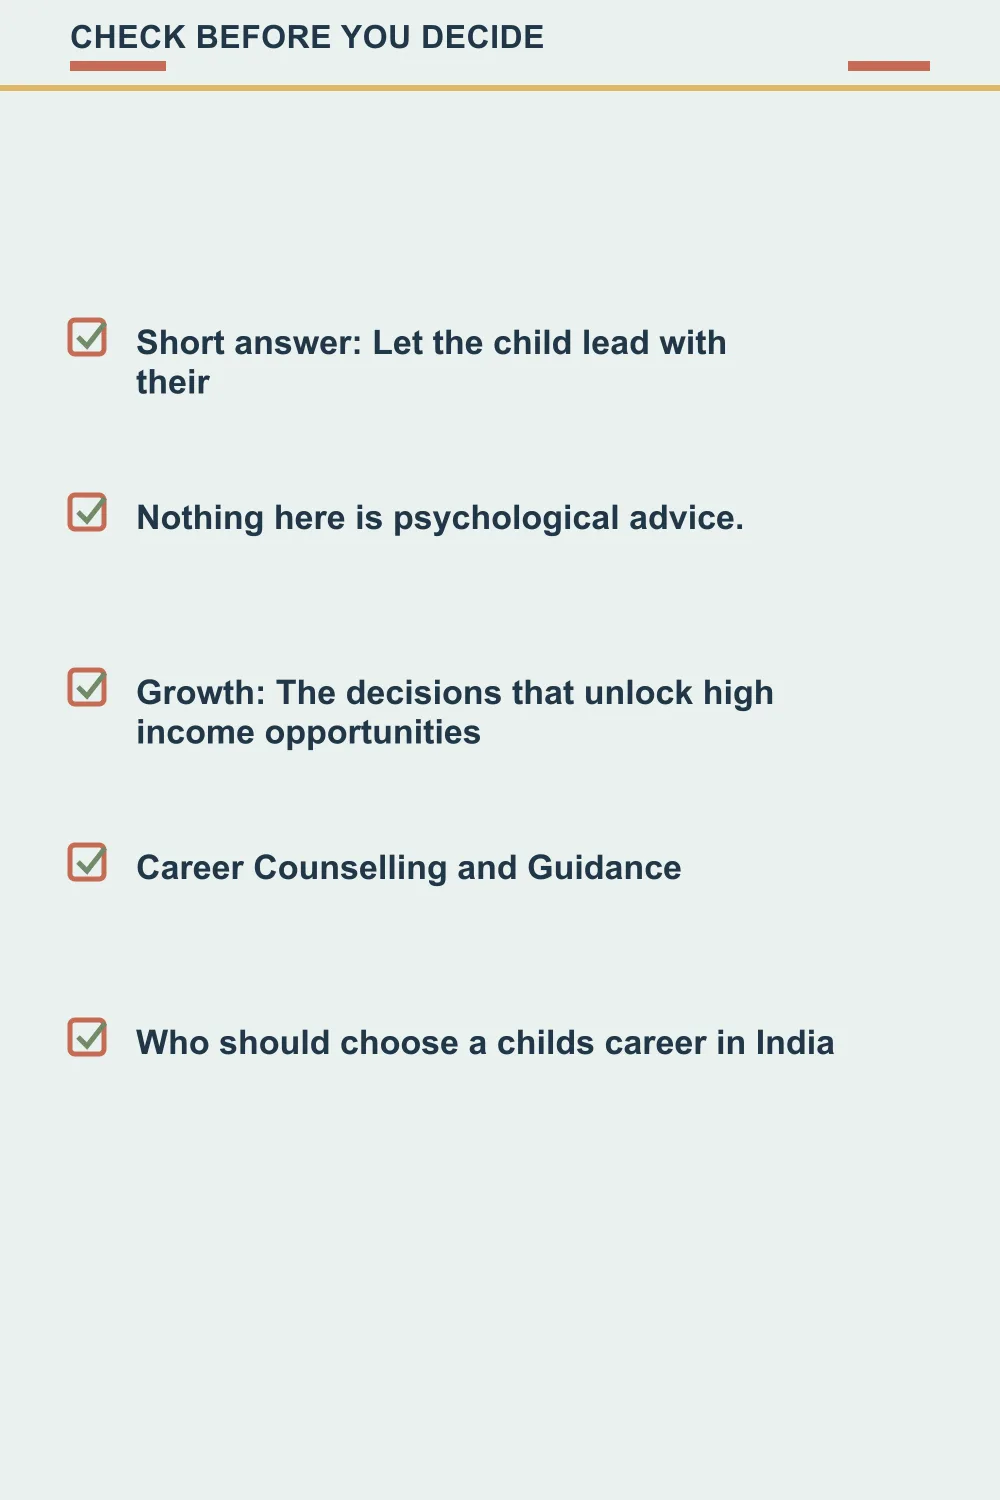 CHECK BEFORE YOU DECIDE
Short answer: Let the child lead with
their
Nothing here is psychological advice.
Growth: The decisions that unlock high
income opportunities
Career Counselling and Guidance
Who should choose a childs career in India